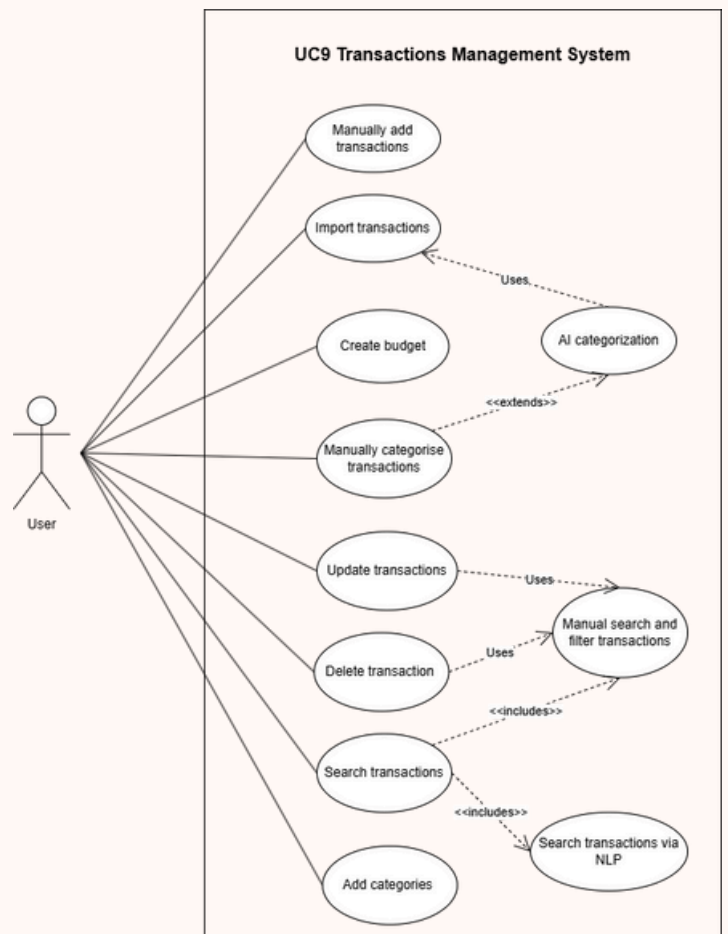 UC9 Transactions Management System
Manually add
transactions
Import transactions
Uses
AI categorization
Create budget
<<extends>>
Manually categorise
transactions
User
Update transactions
Uses
Manual search and
filter transactions
Delete transaction
Uses
<<includes>>
Search transactions
<<includes>>
Search transactions via
NLP
Add categories